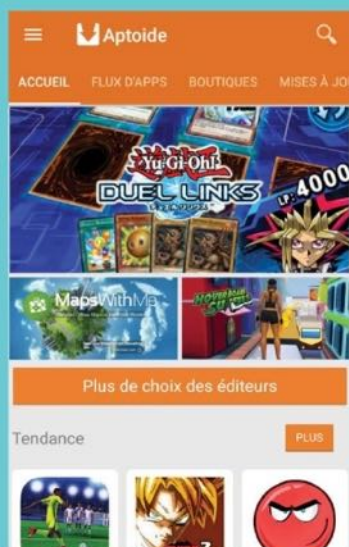 Aptoide
ACCUEIL FLUX D'APPS BOUTIQUES MISES À JO
Yu-Gi-Oh!
DUEL LINKS
LP: 4000
MapsWithMe
Plus de choix des éditeurs
Tendance
PLUS